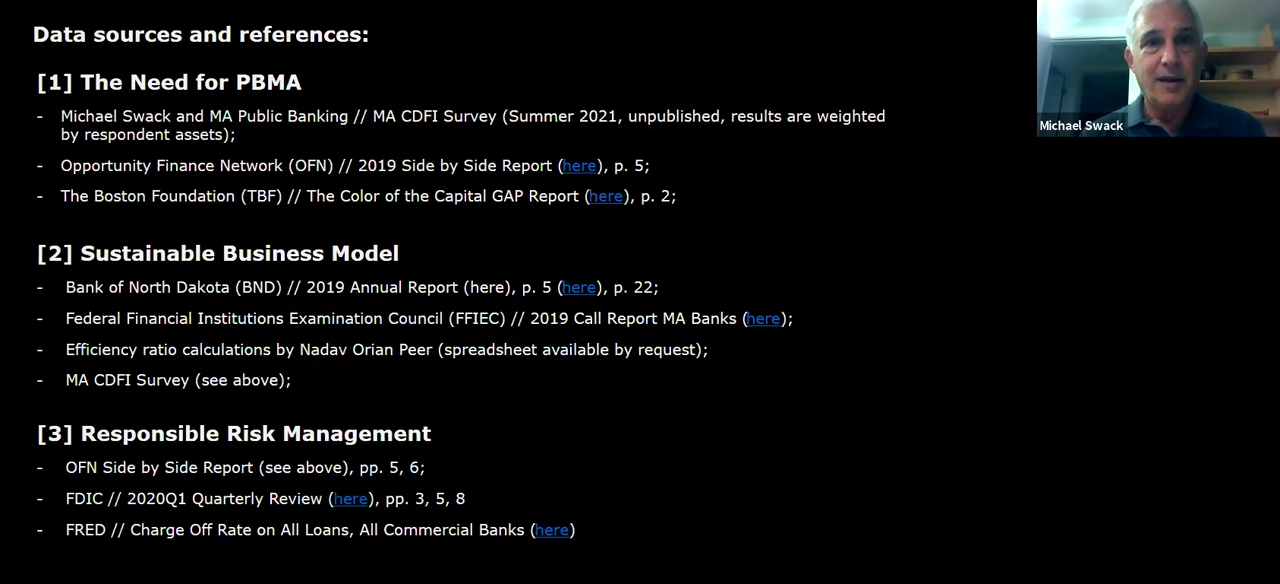 Data sources and references:
[1] The Need for PBMA
- Michael Swack and MA Public Banking // MA CDFI Survey (Summer 2021, unpublished, results are weighted
by respondent assets);
- Opportunity Finance Network (OFN) // 2019 Side by Side Report (here), p. 5;
- The Boston Foundation (TBF) // The Color of the Capital GAP Report (here), p. 2;
[2] Sustainable Business Model
- Bank of North Dakota (BND) // 2019 Annual Report (here), p. 5 (here), p. 22;
- Federal Financial Institutions Examination Council (FFIEC) // 2019 Call Report MA Banks (here);
- Efficiency ratio calculations by Nadav Orian Peer (spreadsheet available by request);
- MA CDFI Survey (see above);
[3] Responsible Risk Management
- OFN Side by Side Report (see above), pp. 5, 6;
- FDIC // 2020Q1 Quarterly Review (here), pp. 3, 5, 8
- FRED // Charge Off Rate on All Loans, All Commercial Banks (here)
Michael Swack